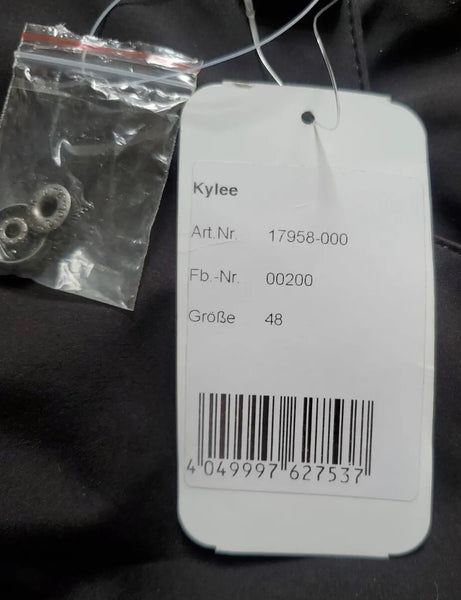 Kylee
Art.Nr. 17958-000
Fb.-Nr. 00200
Größe 48
4 049997 627537